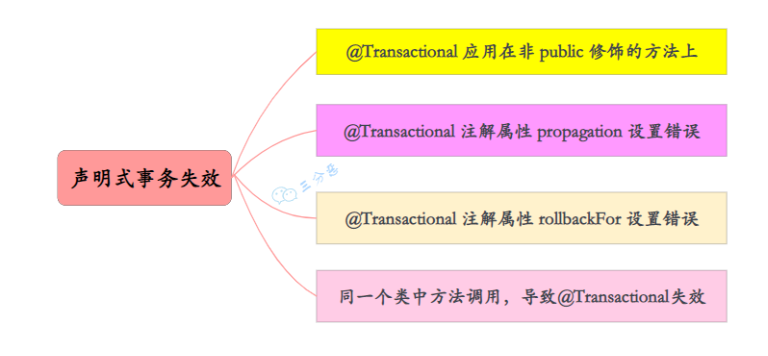 @Transactional 应用在非 public 修饰的方法上
@Transactional 注解属性 propagation 设置错误
声明式事务失效
三分恶
@Transactional 注解属性 rollbackFor 设置错误
同一个类中方法调用，导致@Transactional失效